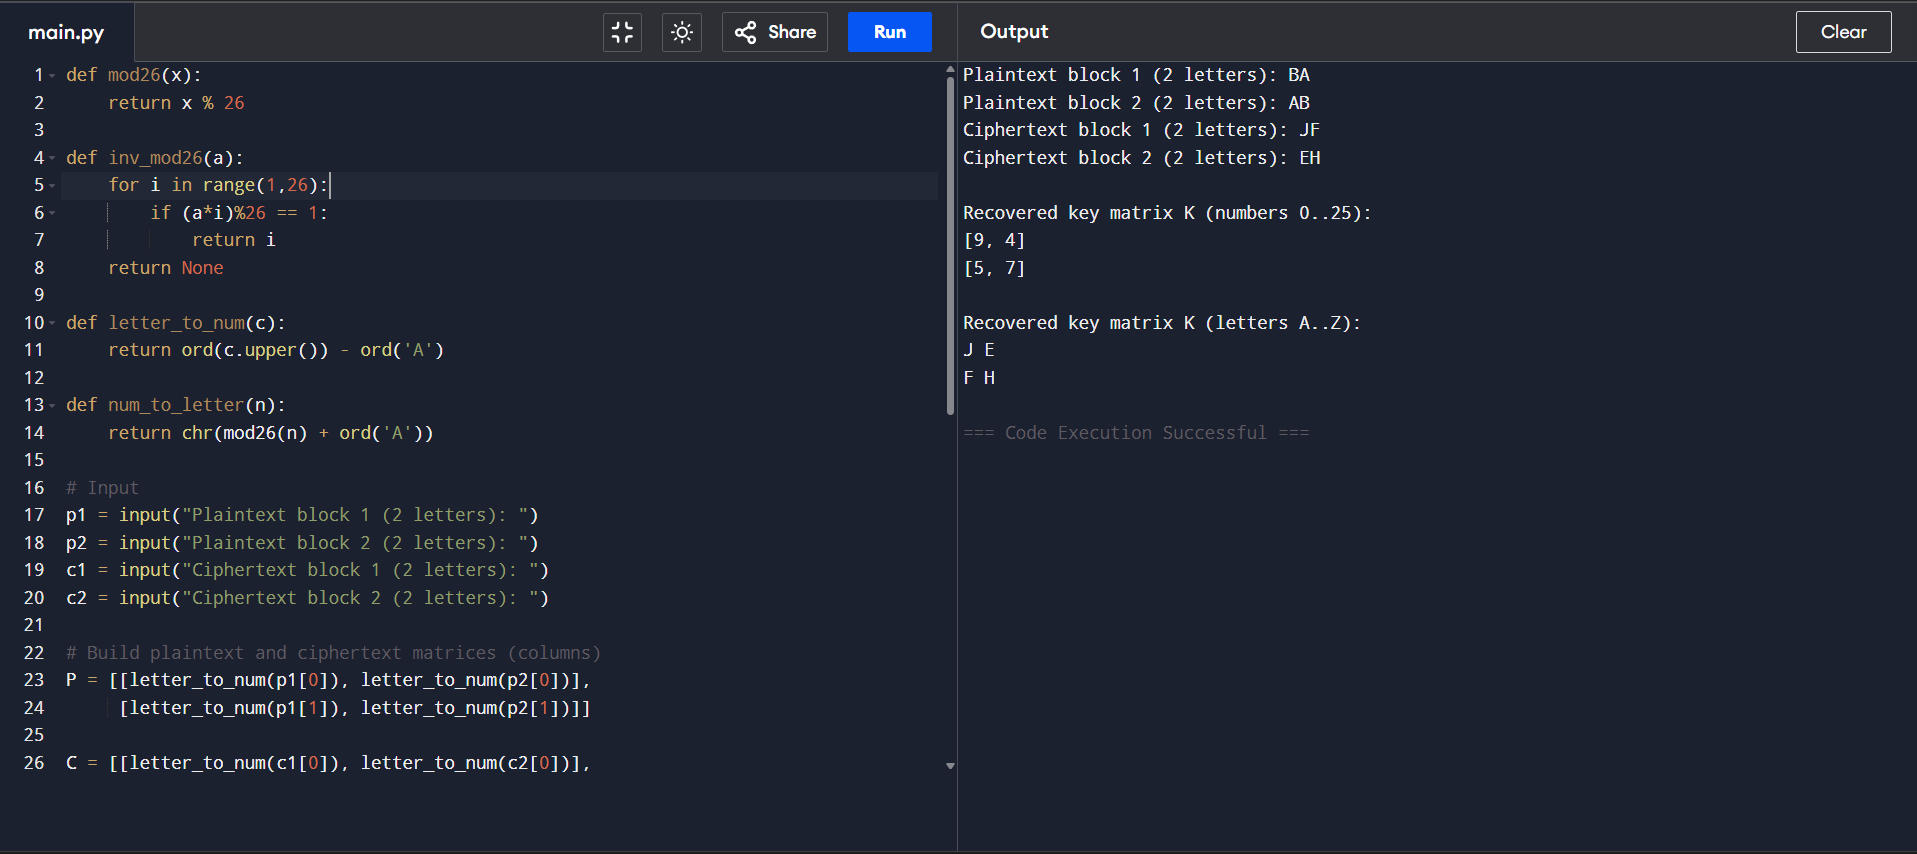 main.py
Share
Run
Output
Clear
1 def mod26(x):
2     return x % 26
3
4 def inv_mod26(a):
5     for i in range(1,26):
6         if (a*i)%26 == 1:
7             return i
8     return None
9
10 def letter_to_num(c):
11     return ord(c.upper()) - ord('A')
12
13 def num_to_letter(n):
14     return chr(mod26(n) + ord('A'))
15
16 # Input
17 p1 = input("Plaintext block 1 (2 letters): ")
18 p2 = input("Plaintext block 2 (2 letters): ")
19 c1 = input("Ciphertext block 1 (2 letters): ")
20 c2 = input("Ciphertext block 2 (2 letters): ")
21
22 # Build plaintext and ciphertext matrices (columns)
23 P = [[letter_to_num(p1[0]), letter_to_num(p2[0])],
24      [letter_to_num(p1[1]), letter_to_num(p2[1])]]
25
26 C = [[letter_to_num(c1[0]), letter_to_num(c2[0])],
Plaintext block 1 (2 letters): BA
Plaintext block 2 (2 letters): AB
Ciphertext block 1 (2 letters): JF
Ciphertext block 2 (2 letters): EH
Recovered key matrix K (numbers 0..25):
[9, 4]
[5, 7]
Recovered key matrix K (letters A..Z):
J E
F H
=== Code Execution Successful ===